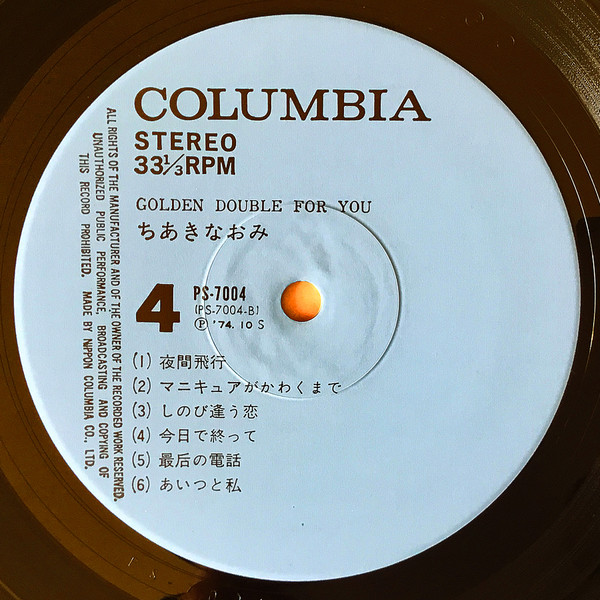 COLUMBIA
STEREO
33⅓RPM
GOLDEN DOUBLE FOR YOU
ちあきなおみ
4
PS-7004
(PS-7004-B)
Ⓟ '74.10 S
(1) 夜間飛行
(2) マニキュアがかわくまで
(3) しのび逢う恋
(4) 今日で終って
(5) 最后の電話
(6) あいつと私
ALL RIGHTS OF THE MANUFACTURER AND OF THE OWNER OF THE RECORDED WORK RESERVED.
UNAUTHORIZED PUBLIC PERFORMANCE, BROADCASTING AND COPYING OF
THIS RECORD PROHIBITED. MADE BY NIPPON COLUMBIA CO., LTD.